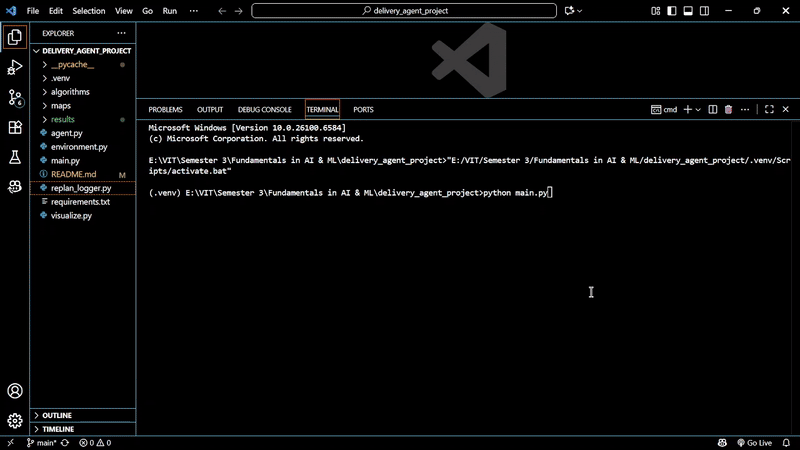 File Edit Selection View Go Run ... delivery_agent_project
EXPLORER ...
DELIVERY_AGENT_PROJECT
__pycache__
.venv
algorithms
maps
results
agent.py
environment.py
main.py
README.md M
replan_logger.py
requirements.txt
visualize.py
OUTLINE
TIMELINE
PROBLEMS OUTPUT DEBUG CONSOLE TERMINAL PORTS cmd
Microsoft Windows [Version 10.0.26100.6584]
(c) Microsoft Corporation. All rights reserved.
E:\VIT\Semester 3\Fundamentals in AI & ML\delivery_agent_project>"E:/VIT/Semester 3/Fundamentals in AI & ML/delivery_agent_project/.venv/Scr
ipts/activate.bat"
(.venv) E:\VIT\Semester 3\Fundamentals in AI & ML\delivery_agent_project>python main.py
6
main* 0 0 Go Live